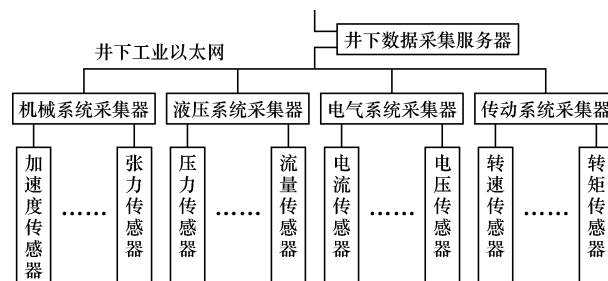 井下数据采集服务器
井下工业以太网
机械系统采集器
液压系统采集器
电气系统采集器
传动系统采集器
加速度传感器
……
张力传感器
压力传感器
……
流量传感器
电流传感器
……
电压传感器
转速传感器
……
转矩传感器